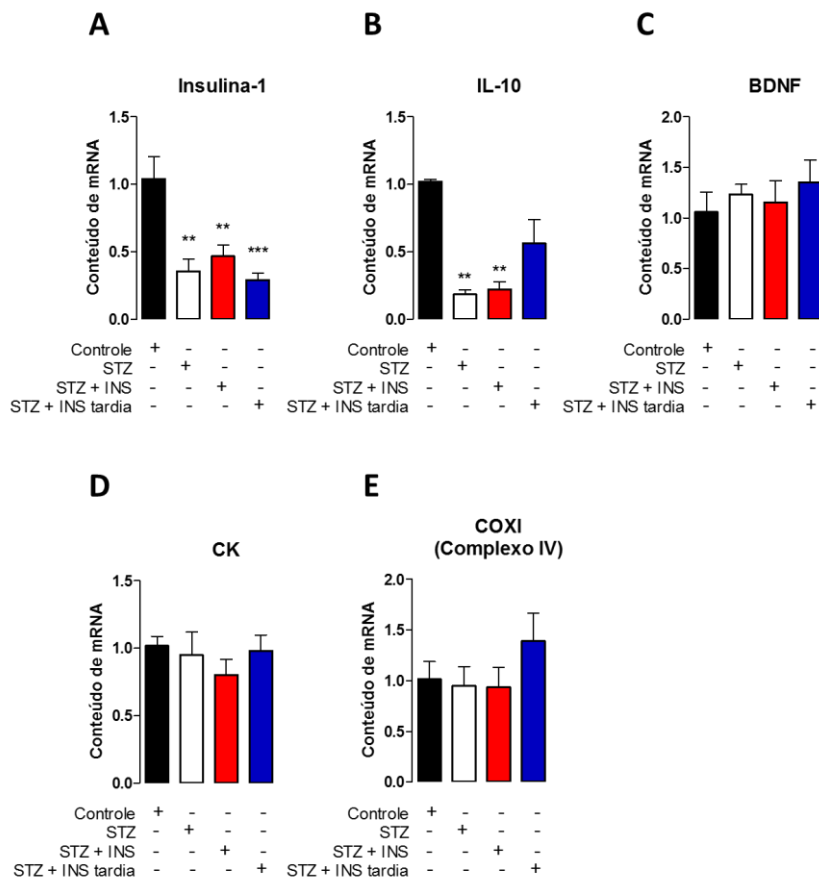 A
B
C
Insulina-1
IL-10
BDNF
Conteúdo de mRNA
1.5
1.0
0.5
0.0
**
**
***
Conteúdo de mRNA
1.5
1.0
0.5
0.0
**
**
Conteúdo de mRNA
2.0
1.5
1.0
0.5
0.0
Controle + - - -
STZ - + - -
STZ + INS - - + -
STZ + INS tardia - - - +
Controle + - - -
STZ - + - -
STZ + INS - - + -
STZ + INS tardia - - - +
Controle + - - -
STZ - + - -
STZ + INS - - + -
STZ + INS tardia - - - +
D
E
CK
COXI
(Complexo IV)
Conteúdo de mRNA
1.5
1.0
0.5
0.0
Conteúdo de mRNA
2.0
1.5
1.0
0.5
0.0
Controle + - - -
STZ - + - -
STZ + INS - - + -
STZ + INS tardia - - - +
Controle + - - -
STZ - + - -
STZ + INS - - + -
STZ + INS tardia - - - +